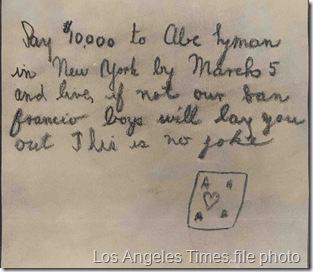 Pay $10,000 to Abe Lyman
in New York by March 5
and live, if not our San
Francio boys will lay you
out This is no joke
A A
A A
Los Angeles Times file photo